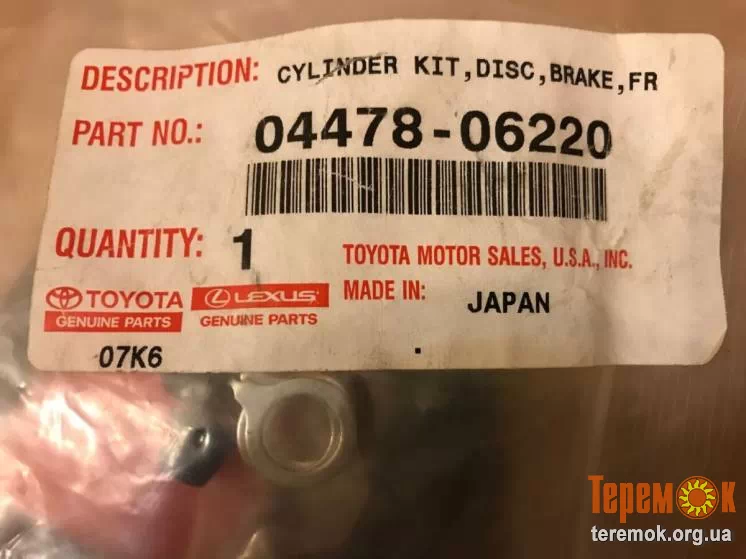 DESCRIPTION: CYLINDER KIT,DISC,BRAKE,FR
PART NO.: 04478-06220
QUANTITY: 1
TOYOTA MOTOR SALES, U.S.A., INC.
TOYOTA
GENUINE PARTS
LEXUS
GENUINE PARTS
MADE IN: JAPAN
07K6
Теремок
teremok.org.ua